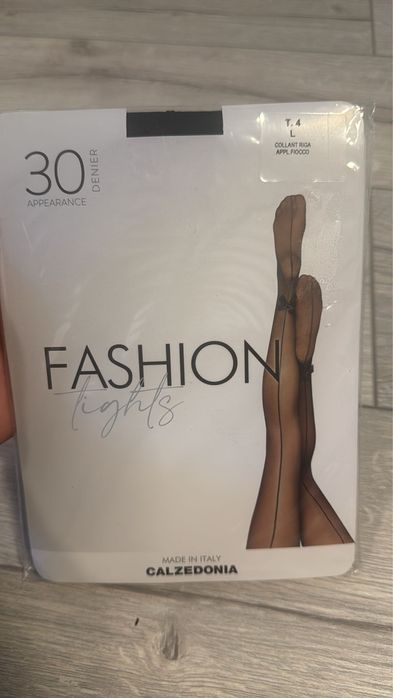 T. 4
L
COLLANT RIGA
APPL.FIOCCO
30
DENIER
APPEARANCE
FASHION
tights
MADE IN ITALY
CALZEDONIA